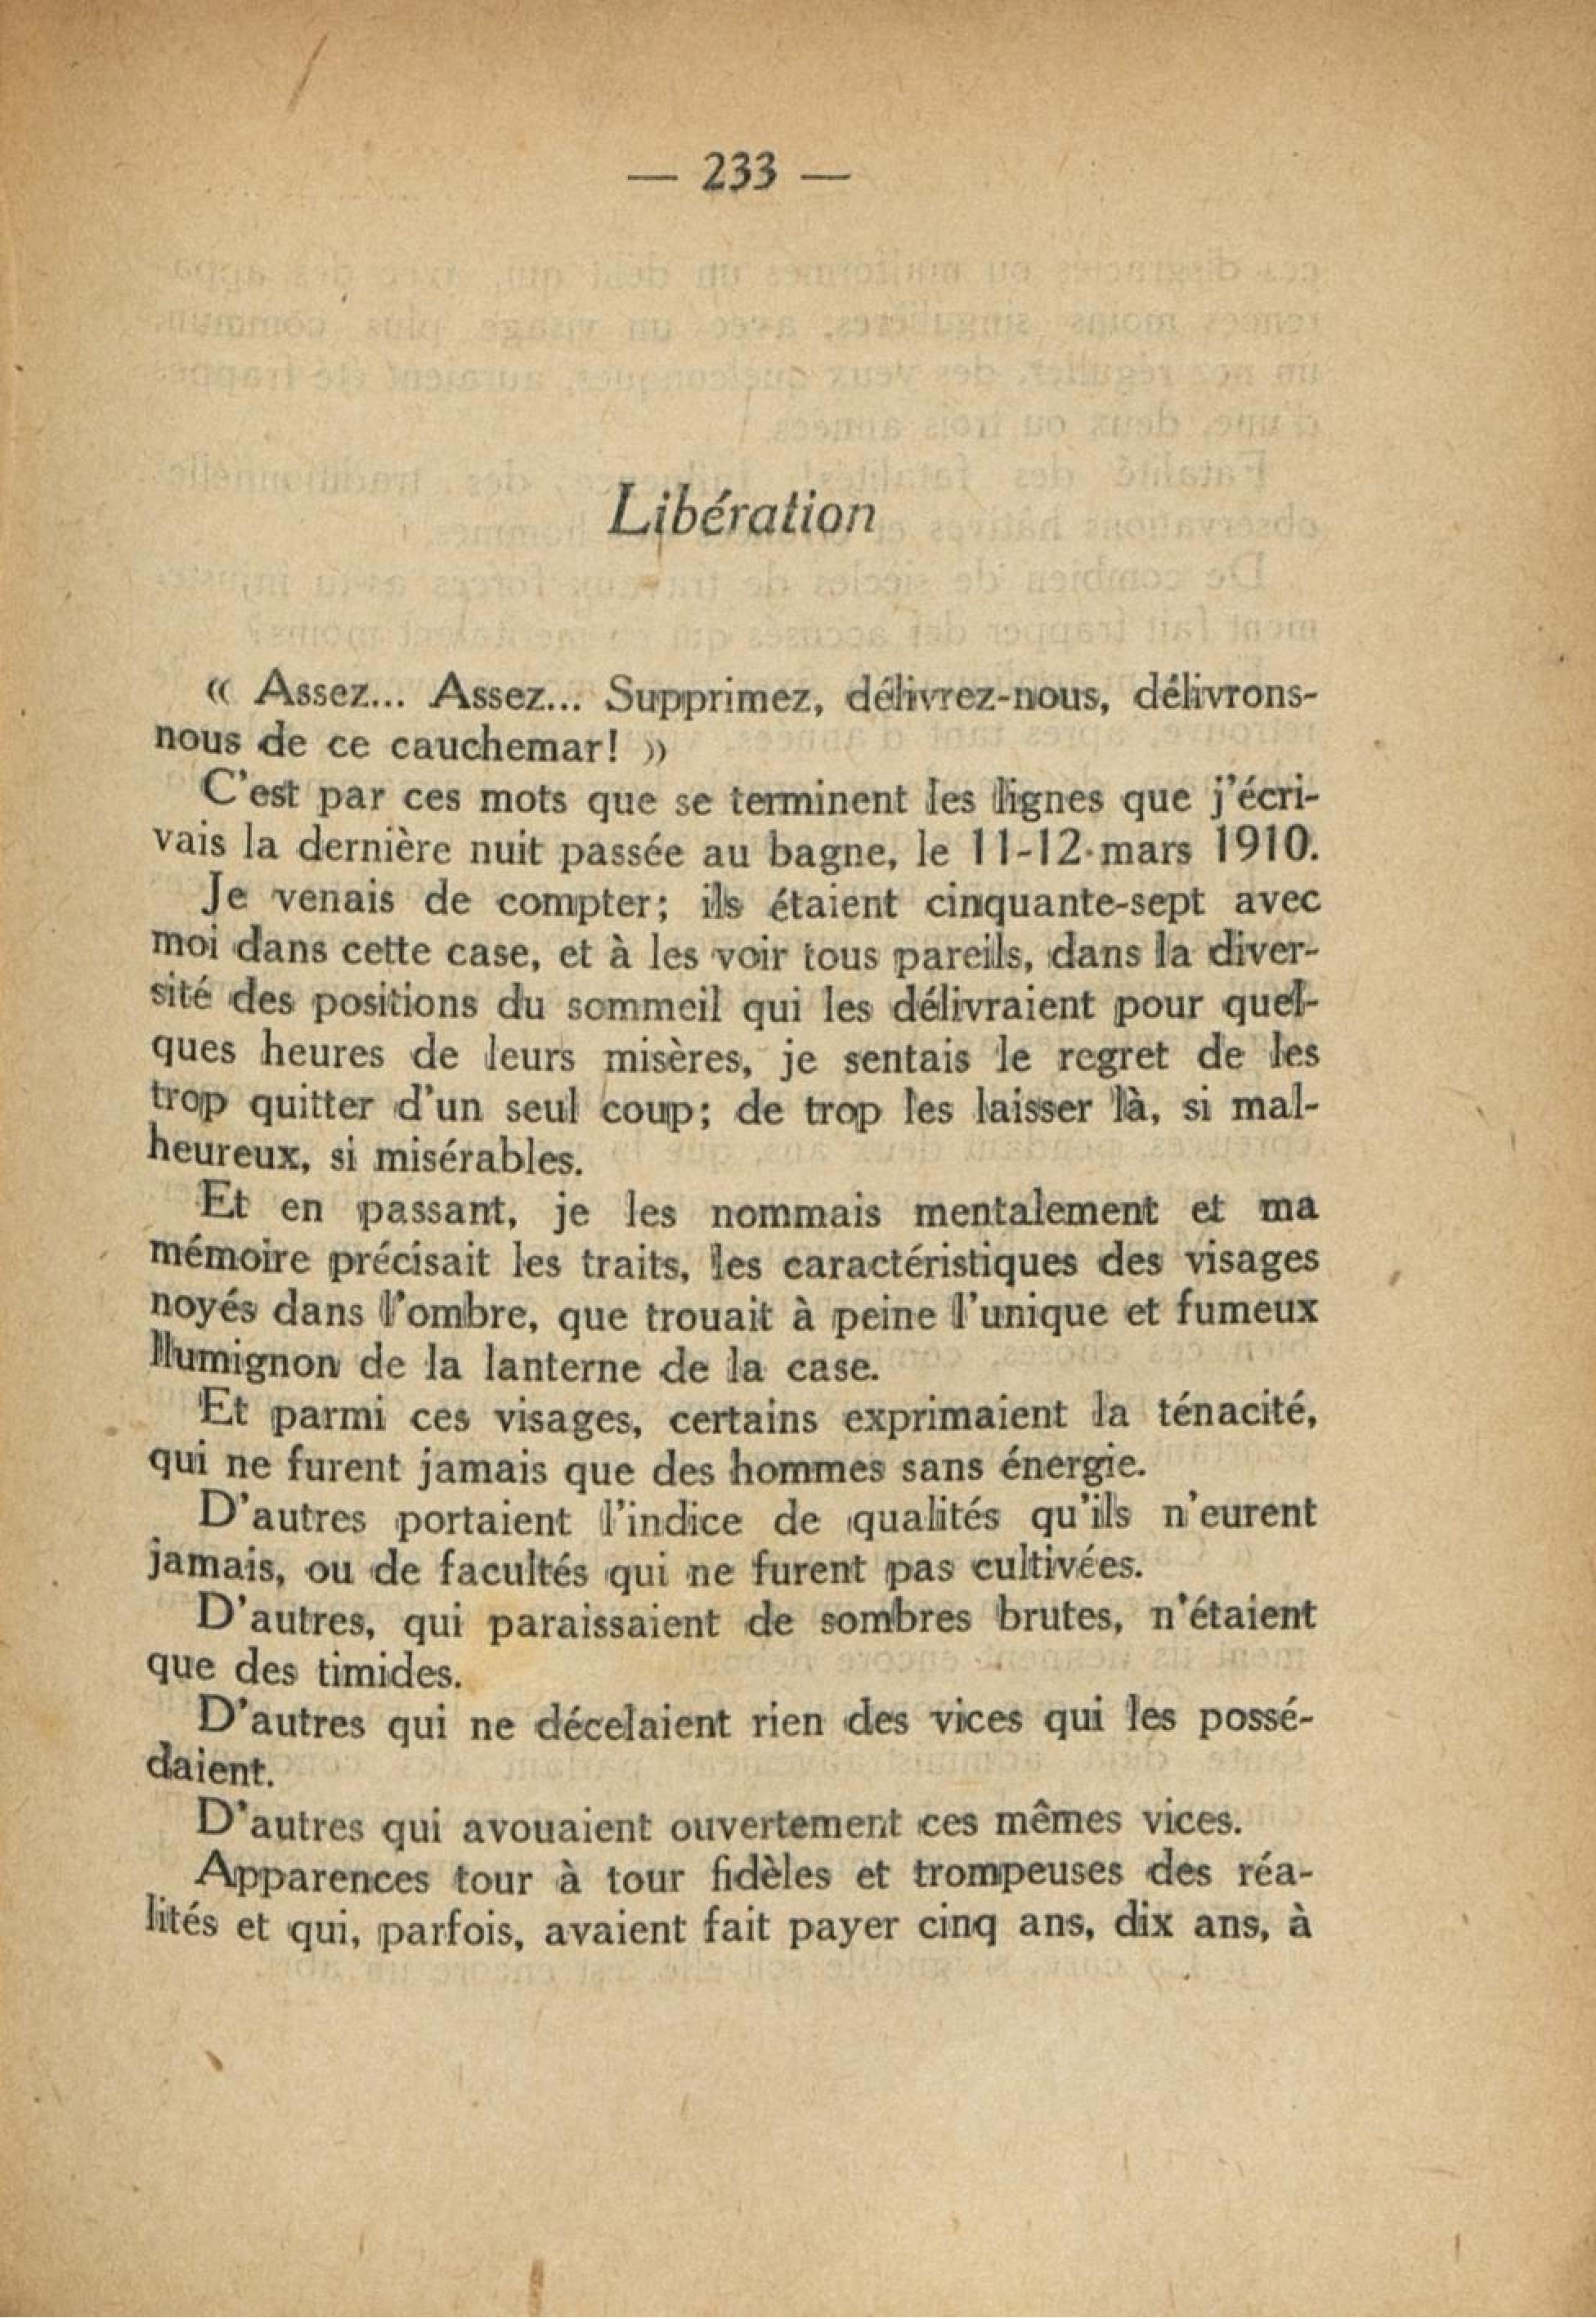 — 233 —
Libération
« Assez... Assez... Supprimez, délivrez-nous, délivrons-
nous de ce cauchemar! »
C'est par ces mots que se terminent les lignes que j'écri-
vais la dernière nuit passée au bagne, le 11-12 mars 1910.
Je venais de compter; ils étaient cinquante-sept avec
moi dans cette case, et à les voir tous pareils, dans la diver-
sité des positions du sommeil qui les délivraient pour quel-
ques heures de leurs misères, je sentais le regret de les
trop quitter d'un seul coup; de trop les laisser là, si mal-
heureux, si misérables.
Et en passant, je les nommais mentalement et ma
mémoire précisait les traits, les caractéristiques des visages
noyés dans l'ombre, que trouait à peine l'unique et fumeux
lumignon de la lanterne de la case.
Et parmi ces visages, certains exprimaient la ténacité,
qui ne furent jamais que des hommes sans énergie.
D'autres portaient l'indice de qualités qu'ils n'eurent
jamais, ou de facultés qui ne furent pas cultivées.
D'autres, qui paraissaient de sombres brutes, n'étaient
que des timides.
D'autres qui ne décelaient rien des vices qui les possé-
daient.
D'autres qui avouaient ouvertement ces mêmes vices.
Apparences tour à tour fidèles et trompeuses des réa-
lités et qui, parfois, avaient fait payer cinq ans, dix ans, à